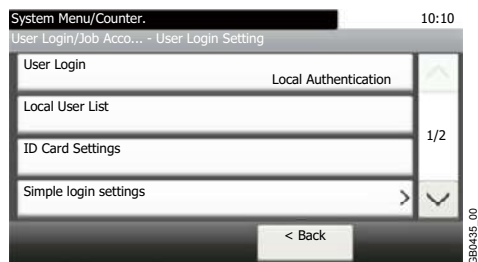 System Menu/Counter. 10:10
User Login/Job Acco... - User Login Setting
User Login
Local Authentication
Local User List
1/2
ID Card Settings
Simple login settings >
< Back
GB0435_00